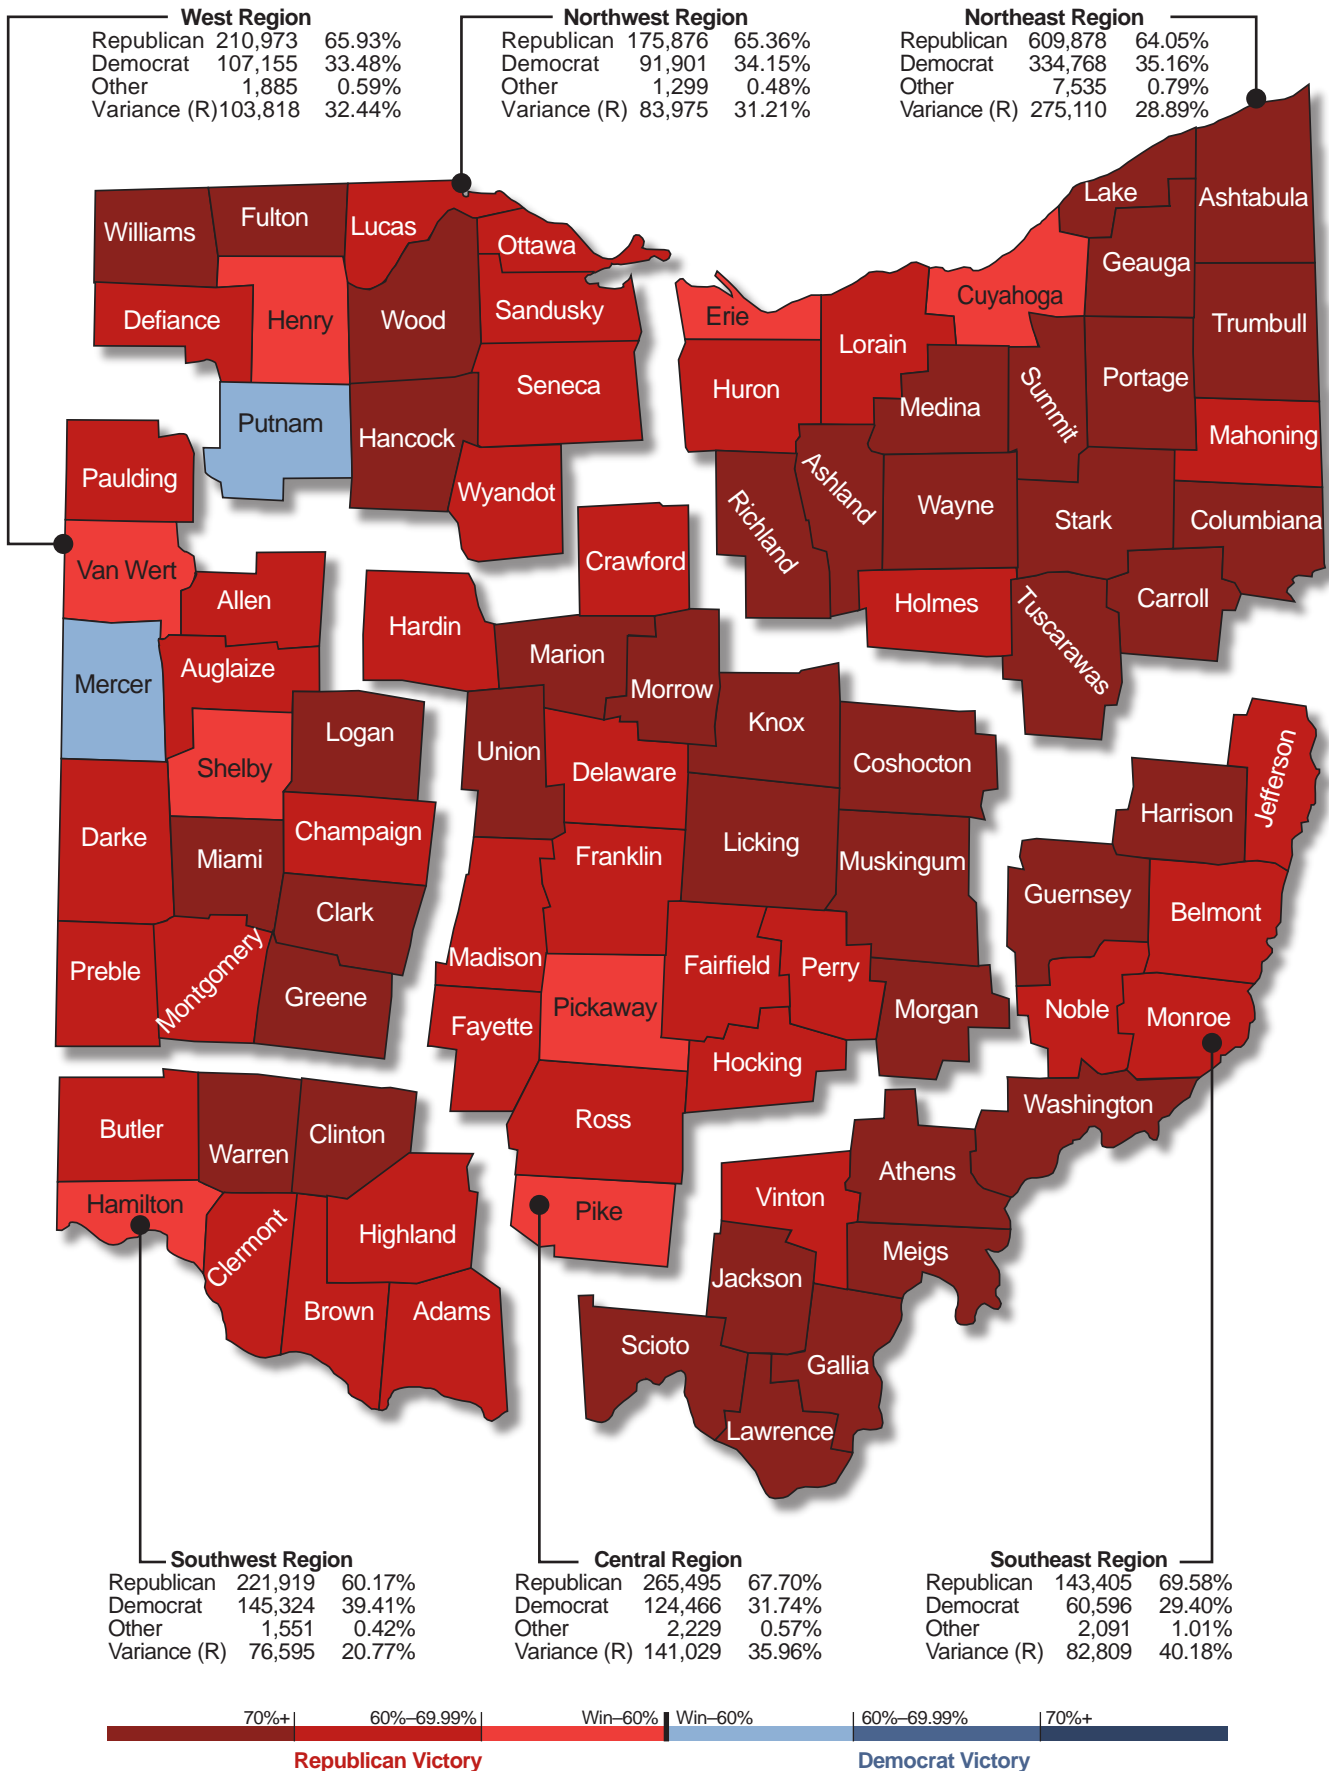 West Region
Republican 210,973 65.93%
Democrat 107,155 33.48%
Other 1,885 0.59%
Variance (R) 103,818 32.44%
Northwest Region
Republican 175,876 65.36%
Democrat 91,901 34.15%
Other 1,299 0.48%
Variance (R) 83,975 31.21%
Northeast Region
Republican 609,878 64.05%
Democrat 334,768 35.16%
Other 7,535 0.79%
Variance (R) 275,110 28.89%
Williams
Fulton
Lucas
Ottawa
Defiance
Henry
Wood
Sandusky
Putnam
Hancock
Seneca
Wyandot
Lake
Ashtabula
Geauga
Cuyahoga
Erie
Lorain
Trumbull
Huron
Medina
Summit
Portage
Mahoning
Richland
Ashland
Wayne
Stark
Columbiana
Holmes
Tuscarawas
Carroll
Paulding
Van Wert
Allen
Mercer
Auglaize
Shelby
Logan
Darke
Miami
Champaign
Clark
Preble
Montgomery
Greene
Crawford
Hardin
Marion
Morrow
Knox
Union
Delaware
Coshocton
Licking
Franklin
Muskingum
Madison
Fairfield
Perry
Pickaway
Fayette
Morgan
Hocking
Ross
Pike
Jefferson
Harrison
Guernsey
Belmont
Noble
Monroe
Washington
Athens
Vinton
Meigs
Jackson
Scioto
Gallia
Lawrence
Butler
Warren
Clinton
Hamilton
Clermont
Highland
Brown
Adams
Southwest Region
Republican 221,919 60.17%
Democrat 145,324 39.41%
Other 1,551 0.42%
Variance (R) 76,595 20.77%
Central Region
Republican 265,495 67.70%
Democrat 124,466 31.74%
Other 2,229 0.57%
Variance (R) 141,029 35.96%
Southeast Region
Republican 143,405 69.58%
Democrat 60,596 29.40%
Other 2,091 1.01%
Variance (R) 82,809 40.18%
70%+ 60%–69.99% Win–60% Win–60% 60%–69.99% 70%+
Republican Victory Democrat Victory